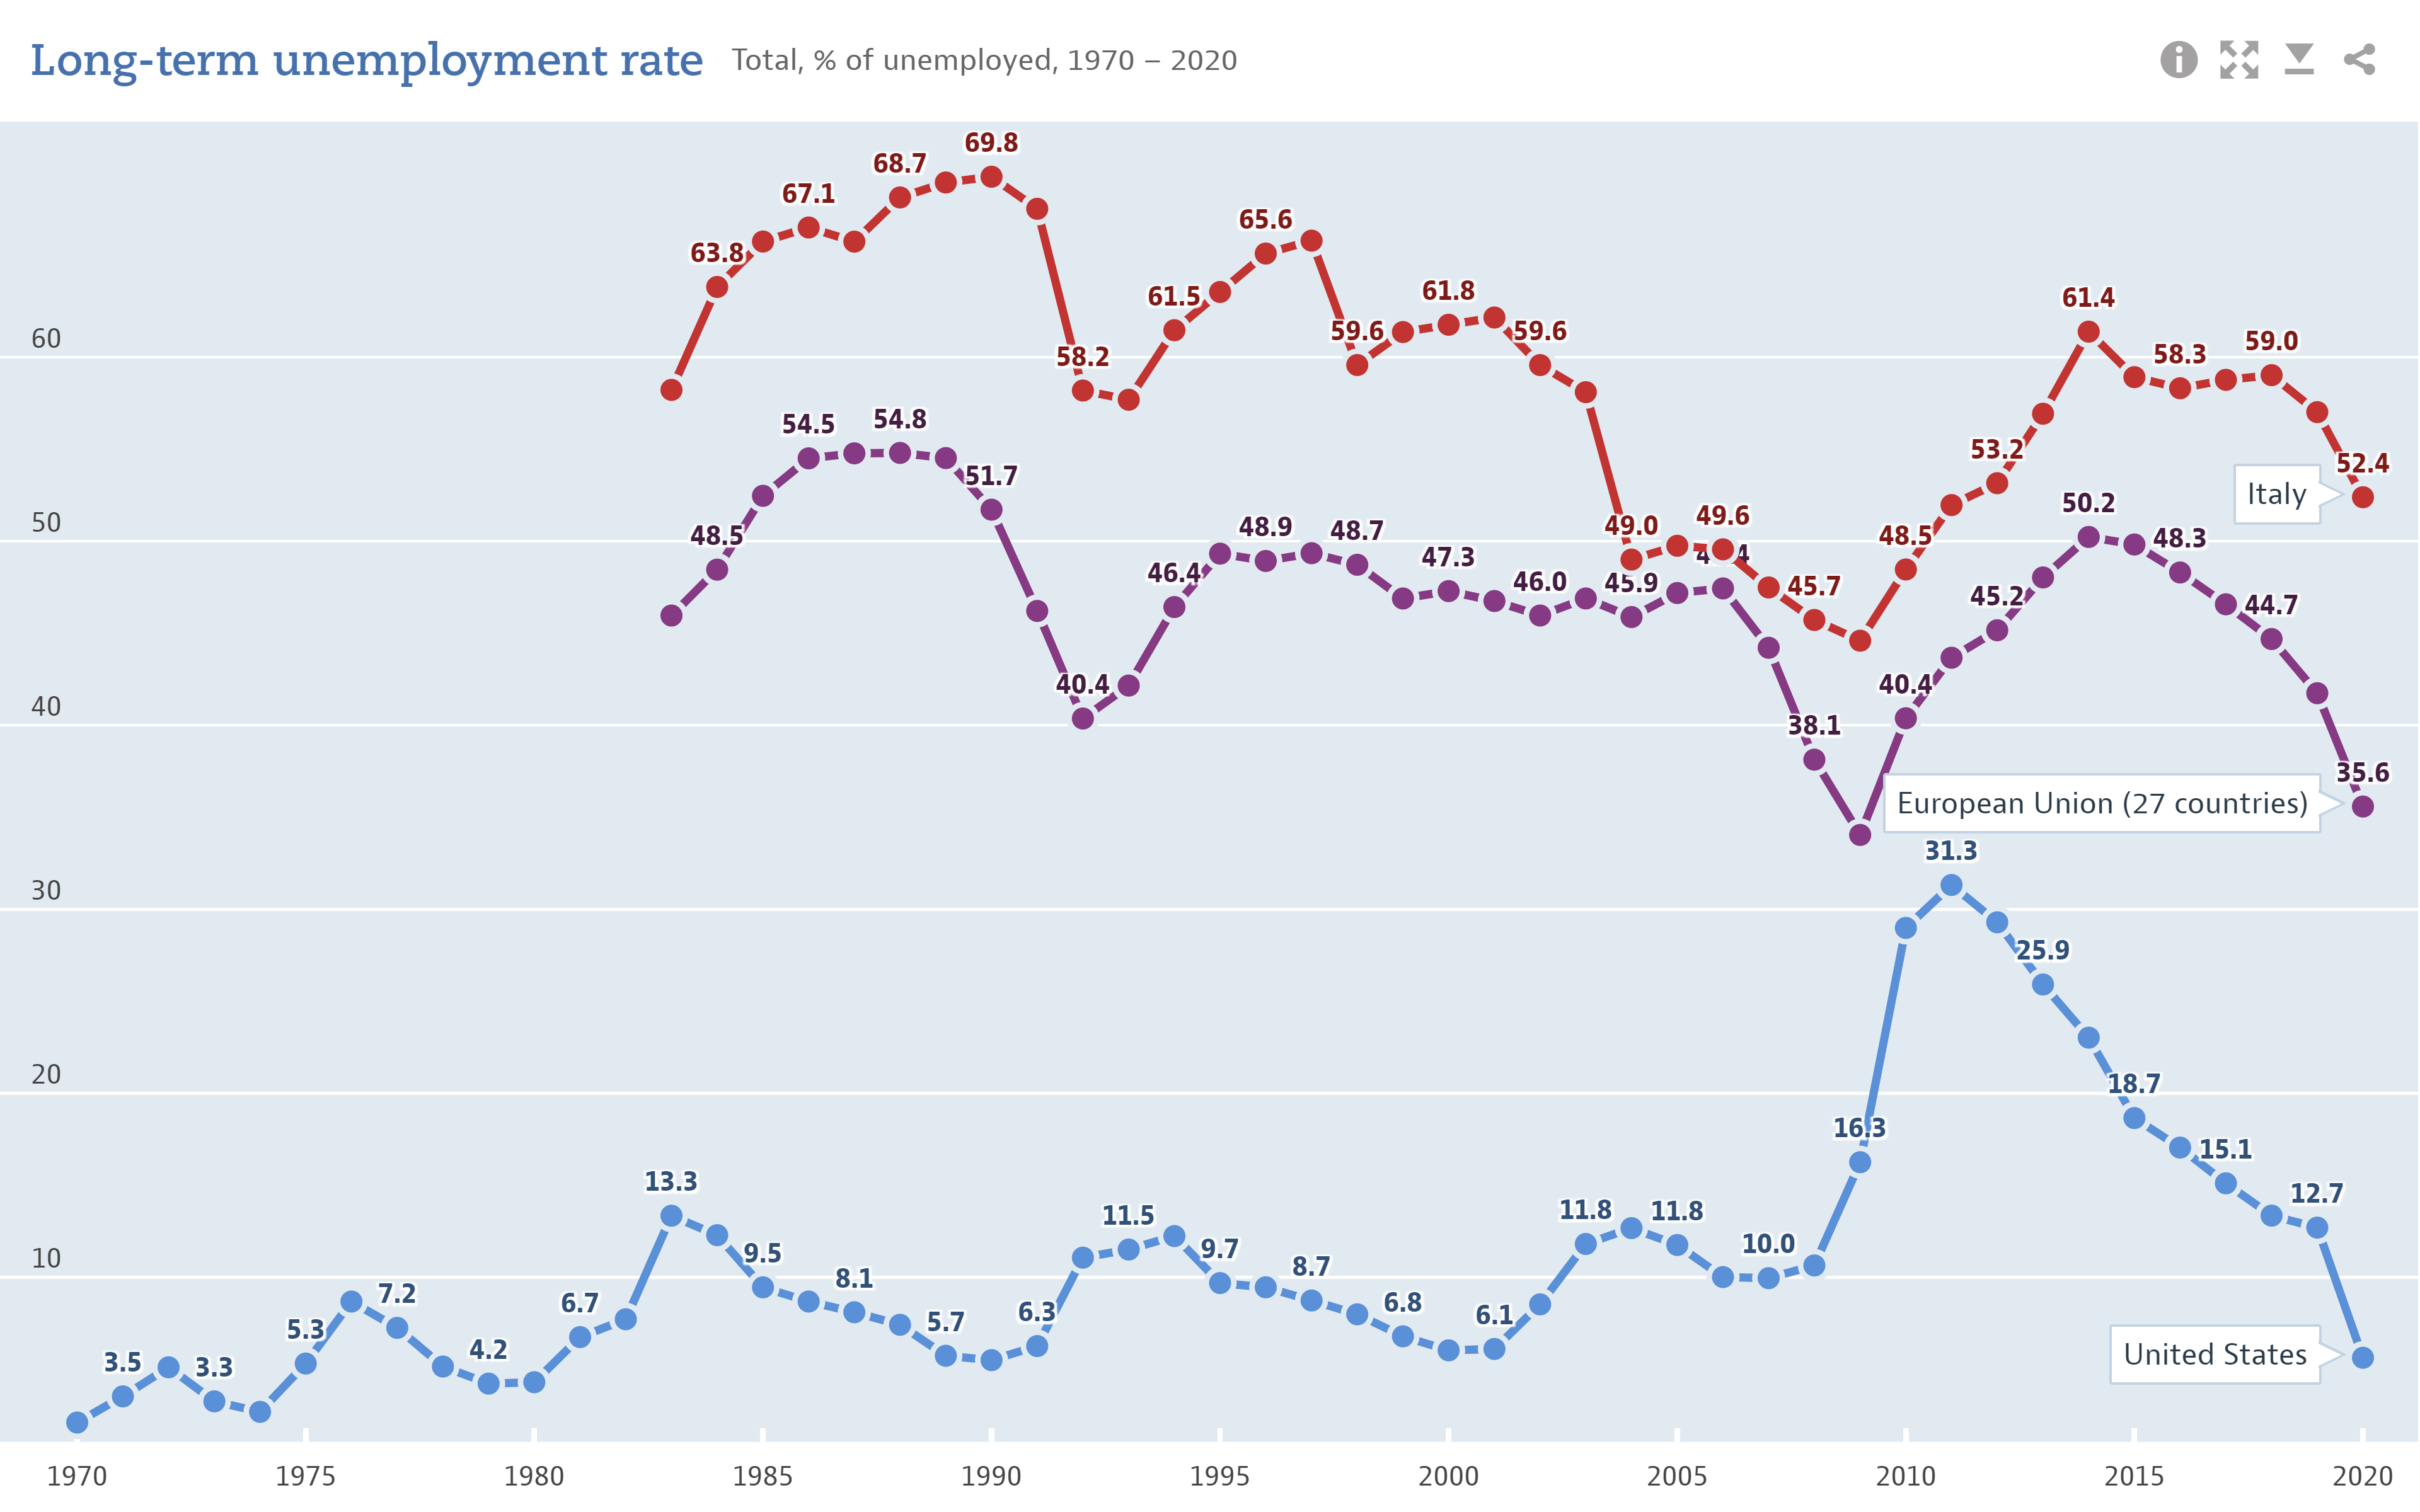 Long-term unemployment rate Total, % of unemployed, 1970 – 2020
69.8
68.7
67.1
65.6
63.8
61.5 61.8 61.4
60 58.2 59.6 59.6 58.3 59.0
54.5 54.8
51.7 53.2 52.4
Italy
50 48.5 48.9 48.7 49.0 49.6 48.5 50.2
46.4 47.3 46.0 45.9 45.7 45.2 48.3
44.7
40 40.4 40.4
38.1
35.6
European Union (27 countries)
31.3
30
25.9
20 18.7
16.3 15.1
13.3 11.5 11.8 11.8 12.7
10 9.5 9.7 10.0
8.1 8.7
7.2 6.7 6.8
5.3 5.7 6.3 6.1
3.5 3.3 4.2
United States
1970 1975 1980 1985 1990 1995 2000 2005 2010 2015 2020